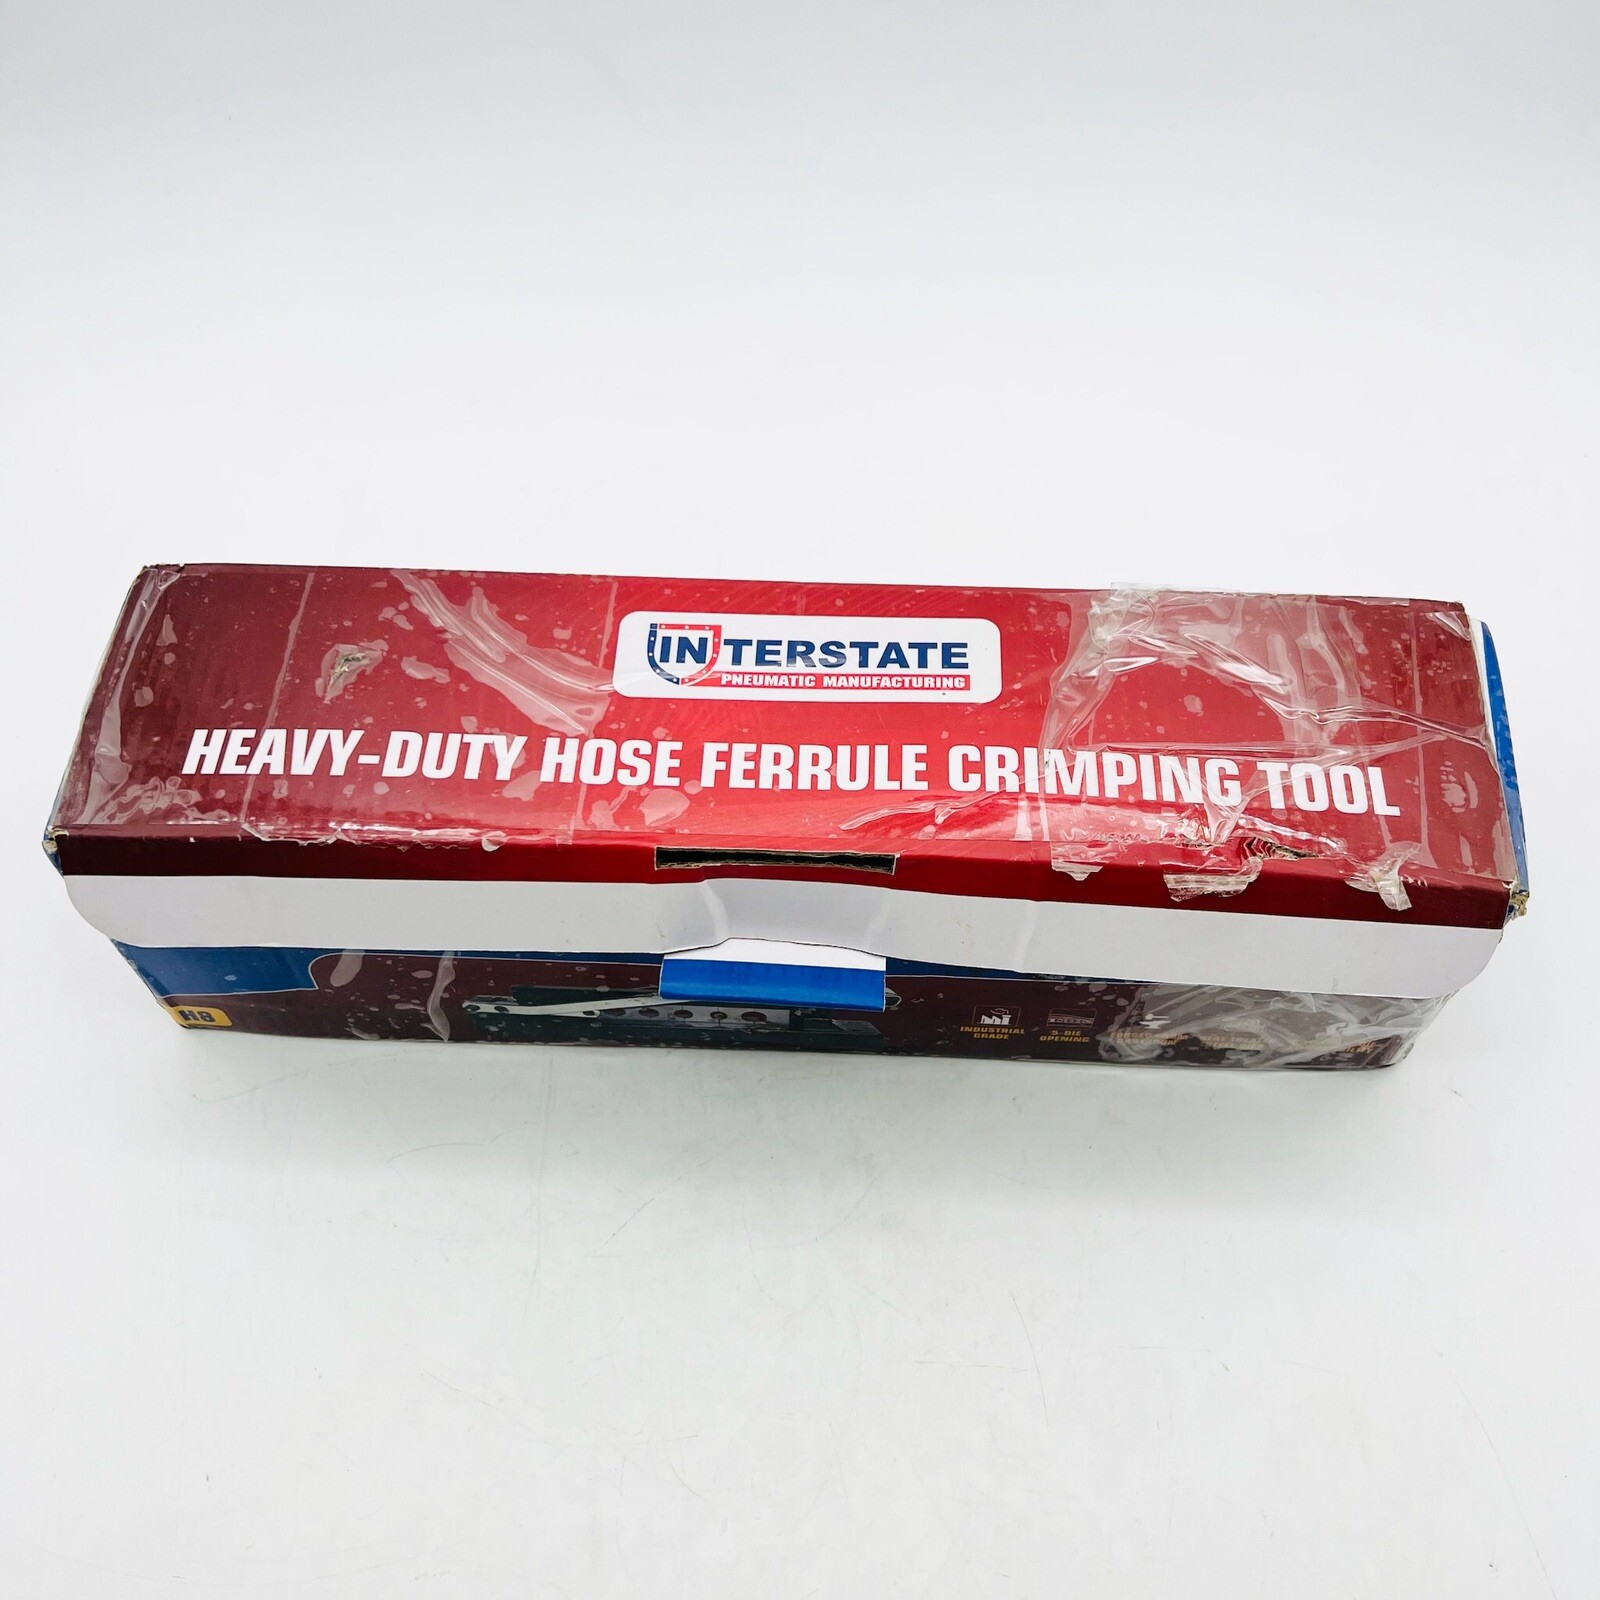 INTERSTATE
PNEUMATIC MANUFACTURING
HEAVY-DUTY HOSE FERRULE CRIMPING TOOL
INDUSTRIAL
GRADE
5-DIE
OPENING